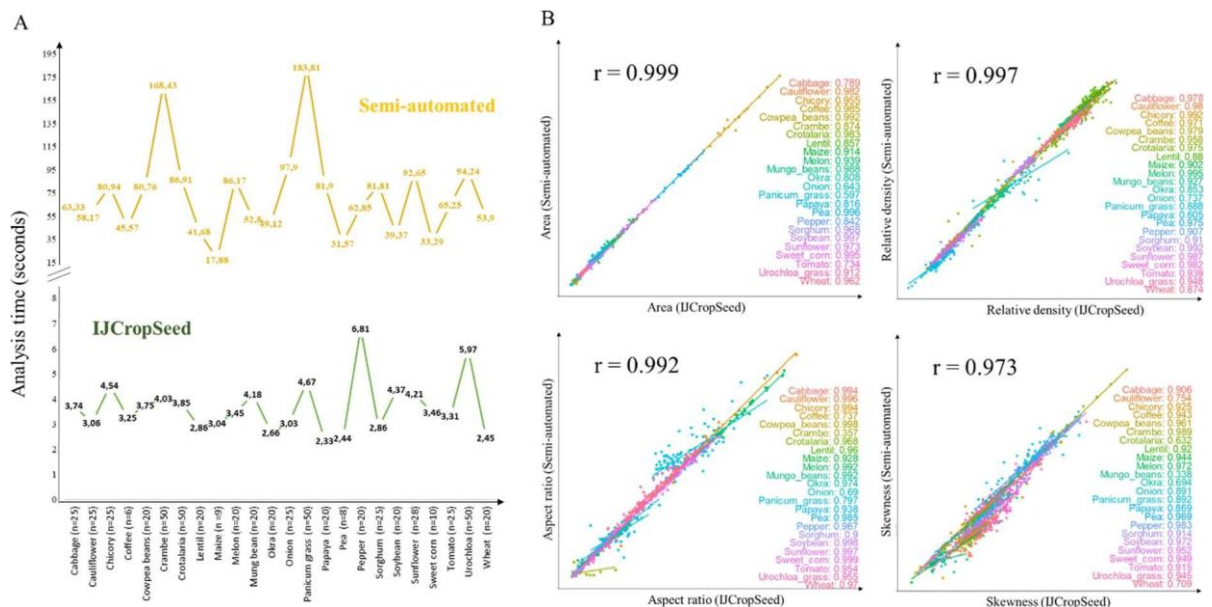 A
Analysis time (seconds)
195
175
155
135
115
95
75
55
35
15
8
7
6
5
4
3
2
1
0
Semi-automated
63,33
58,17
80,94
45,57
80,76
168,43
86,91
41,68
17,88
86,17
52,8
49,12
97,9
183,81
81,9
31,57
62,85
81,81
39,37
92,65
33,29
65,25
94,24
53,9
IJCropSeed
3,74
3,06
4,54
3,25
3,75
4,03
3,85
2,86
3,04
3,45
4,18
2,66
3,03
4,67
2,33
2,44
6,81
2,86
4,37
4,21
3,46
3,31
5,97
2,45
Cabbage (n=25)
Cauliflower (n=25)
Chicory (n=25)
Coffee (n=6)
Cowpea beans (n=20)
Crambe (n=50)
Crotalaria (n=50)
Lentil (n=20)
Maize (n =9)
Melon (n=20)
Mung bean (n=20)
Okra (n=20)
Onion (n=25)
Panicum grass (n=50)
Papaya (n=20)
Pea (n=8)
Pepper (n=20)
Sorghum (n=25)
Soybean (n=20)
Sunflower (n=28)
Sweet corn (n=10)
Tomato (n=25)
Urochloa (n=50)
Wheat (n=20)
B
r = 0.999
Area (Semi-automated)
Cabbage: 0.789
Cauliflower: 0.982
Chicory: 0.955
Coffee: 0.985
Cowpea_beans: 0.992
Crambe: 0.874
Crotalaria: 0.983
Lentil: 0.857
Maize: 0.914
Melon: 0.939
Mungo_beans: 0.988
Okra: 0.808
Onion: 0.643
Panicum_grass: 0.597
Papaya: 0.816
Pea: 0.996
Pepper: 0.842
Sorghum: 0.968
Soybean: 0.997
Sunflower: 0.973
Sweet_corn: 0.995
Tomato: 0.734
Urochloa_grass: 0.912
Wheat: 0.962
Area (IJCropSeed)
r = 0.997
Relative density (Semi-automated)
Cabbage: 0.978
Cauliflower: 0.98
Chicory: 0.992
Coffee: 0.971
Cowpea_beans: 0.979
Crambe: 0.958
Crotalaria: 0.975
Lentil: 0.88
Maize: 0.902
Melon: 0.995
Mungo_beans: 0.927
Okra: 0.853
Onion: 0.737
Panicum_grass: 0.888
Papaya: 0.605
Pea: 0.975
Pepper: 0.907
Sorghum: 0.91
Soybean: 0.992
Sunflower: 0.987
Sweet_corn: 0.982
Tomato: 0.939
Urochloa_grass: 0.948
Wheat: 0.874
Relative density (IJCropSeed)
r = 0.992
Aspect ratio (Semi-automated)
Cabbage: 0.994
Cauliflower: 0.996
Chicory: 0.994
Coffee: 0.737
Cowpea_beans: 0.998
Crambe: 0.357
Crotalaria: 0.968
Lentil: 0.96
Maize: 0.928
Melon: 0.992
Mungo_beans: 0.992
Okra: 0.974
Onion: 0.69
Panicum_grass: 0.797
Papaya: 0.938
Pea: 0.985
Pepper: 0.967
Sorghum: 0.9
Soybean: 0.998
Sunflower: 0.997
Sweet_corn: 0.999
Tomato: 0.954
Urochloa_grass: 0.955
Wheat: 0.97
Aspect ratio (IJCropSeed)
r = 0.973
Skewness (Semi-automated)
Cabbage: 0.906
Cauliflower: 0.754
Chicory: 0.925
Coffee: 0.943
Cowpea_beans: 0.961
Crambe: 0.989
Crotalaria: 0.632
Lentil: 0.92
Maize: 0.944
Melon: 0.972
Mungo_beans: 0.338
Okra: 0.694
Onion: 0.891
Panicum_grass: 0.892
Papaya: 0.869
Pea: 0.969
Pepper: 0.983
Sorghum: 0.914
Soybean: 0.972
Sunflower: 0.952
Sweet_corn: 0.949
Tomato: 0.915
Urochloa_grass: 0.945
Wheat: 0.709
Skewness (IJCropSeed)